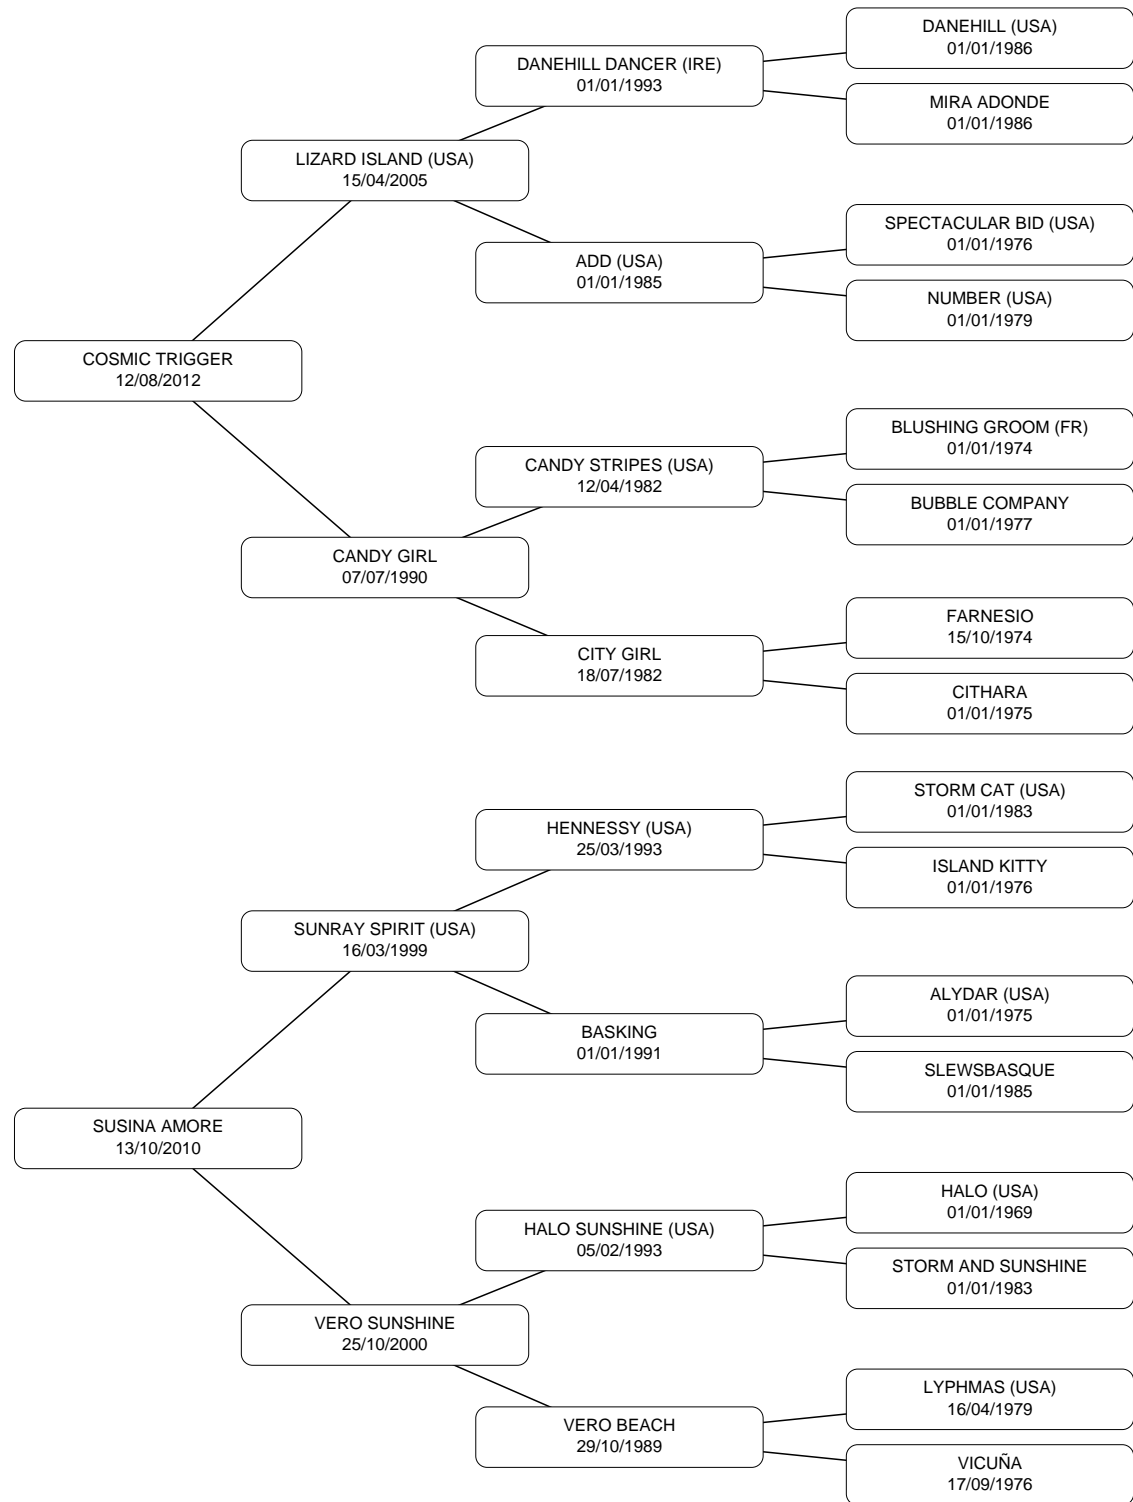 DANEHILL (USA)
01/01/1986
DANEHILL DANCER (IRE)
01/01/1993
MIRA ADONDE
01/01/1986
LIZARD ISLAND (USA)
15/04/2005
SPECTACULAR BID (USA)
01/01/1976
ADD (USA)
01/01/1985
NUMBER (USA)
01/01/1979
COSMIC TRIGGER
12/08/2012
BLUSHING GROOM (FR)
01/01/1974
CANDY STRIPES (USA)
12/04/1982
BUBBLE COMPANY
01/01/1977
CANDY GIRL
07/07/1990
FARNESIO
15/10/1974
CITY GIRL
18/07/1982
CITHARA
01/01/1975
STORM CAT (USA)
01/01/1983
HENNESSY (USA)
25/03/1993
ISLAND KITTY
01/01/1976
SUNRAY SPIRIT (USA)
16/03/1999
ALYDAR (USA)
01/01/1975
BASKING
01/01/1991
SLEWSBASQUE
01/01/1985
SUSINA AMORE
13/10/2010
HALO (USA)
01/01/1969
HALO SUNSHINE (USA)
05/02/1993
STORM AND SUNSHINE
01/01/1983
VERO SUNSHINE
25/10/2000
LYPHMAS (USA)
16/04/1979
VERO BEACH
29/10/1989
VICUÑA
17/09/1976